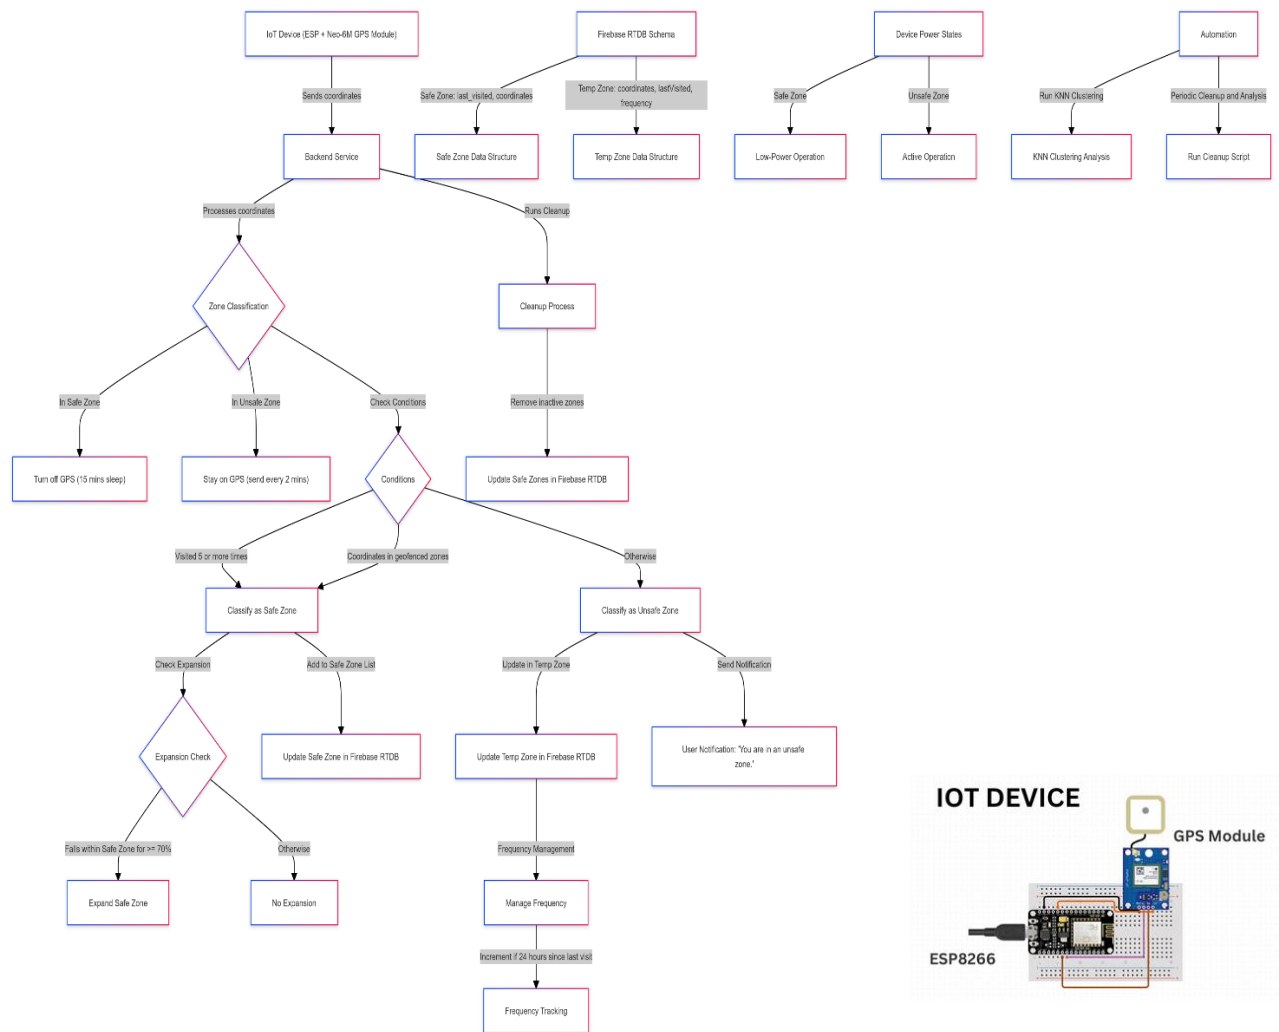 IoT Device (ESP + Neo-6M GPS Module)
Firebase RTDB Schema
Device Power States
Automation
Sends coordinates
Safe Zone: last_visited, coordinates
Temp Zone: coordinates, lastVisited,
frequency
Safe Zone
Unsafe Zone
Run KNN Clustering
Periodic Cleanup and Analysis
Backend Service
Safe Zone Data Structure
Temp Zone Data Structure
Low-Power Operation
Active Operation
KNN Clustering Analysis
Run Cleanup Script
Processes coordinates
Runs Cleanup
Zone Classification
Cleanup Process
In Safe Zone
In Unsafe Zone
Check Conditions
Remove inactive zones
Turn off GPS (15 mins sleep)
Stay on GPS (send every 2 mins)
Conditions
Update Safe Zones in Firebase RTDB
Visited 5 or more times
Coordinates in geofenced zones
Otherwise
Classify as Safe Zone
Classify as Unsafe Zone
Check Expansion
Add to Safe Zone List
Update in Temp Zone
Send Notification
Expansion Check
Update Safe Zone in Firebase RTDB
Update Temp Zone in Firebase RTDB
User Notification: "You are in an unsafe
zone."
Falls within Safe Zone for >= 70%
Otherwise
Frequency Management
Expand Safe Zone
No Expansion
Manage Frequency
Increment if 24 hours since last visit
Frequency Tracking
IOT DEVICE
GPS Module
ESP8266